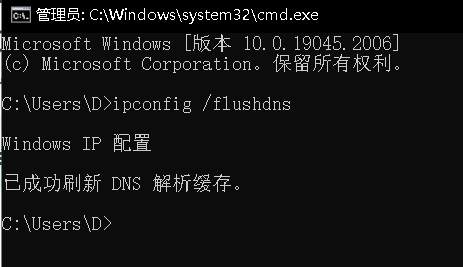 管理员: C:\Windows\system32\cmd.exe
Microsoft Windows [版本 10.0.19045.2006]
(c) Microsoft Corporation。保留所有权利。
C:\Users\D>ipconfig /flushdns
Windows IP 配置
已成功刷新 DNS 解析缓存。
C:\Users\D>